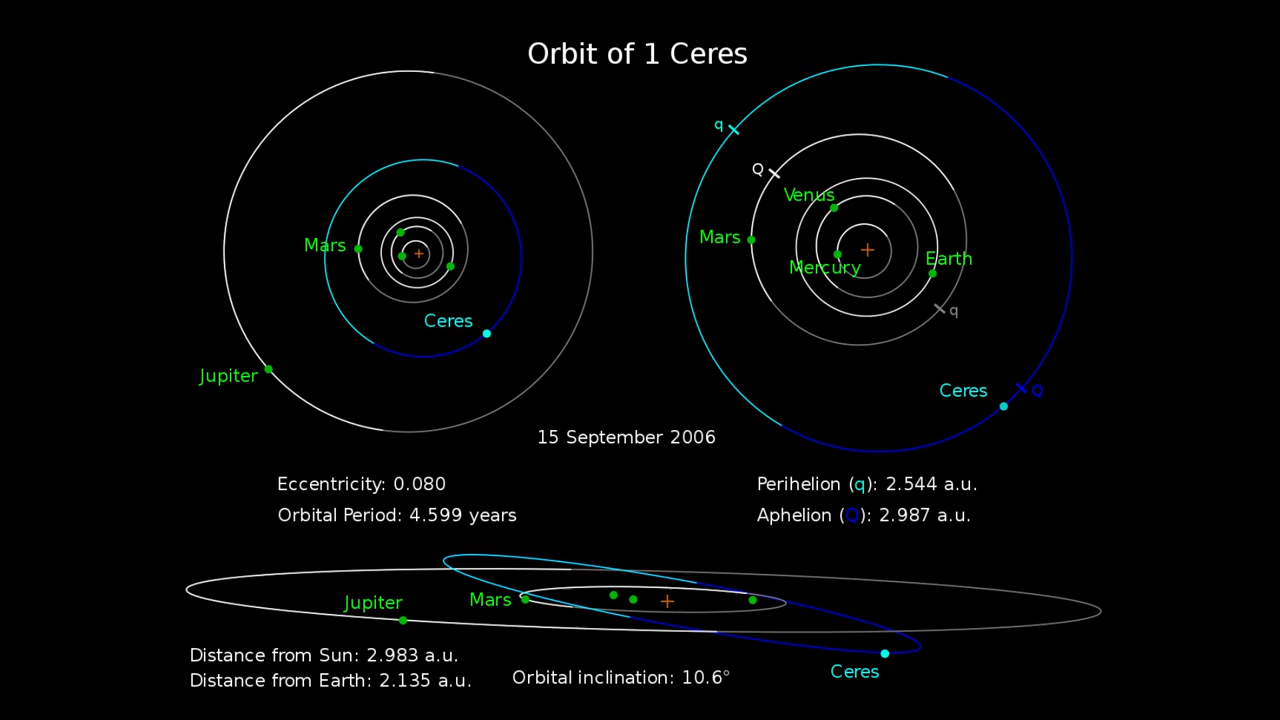 Orbit of 1 Ceres
q
Q
Venus
Mars
Mars
Mercury
Earth
q
Ceres
Jupiter
Ceres
Q
15 September 2006
Eccentricity: 0.080
Orbital Period: 4.599 years
Perihelion (q): 2.544 a.u.
Aphelion (Q): 2.987 a.u.
Jupiter
Mars
Distance from Sun: 2.983 a.u.
Distance from Earth: 2.135 a.u.
Orbital inclination: 10.6°
Ceres